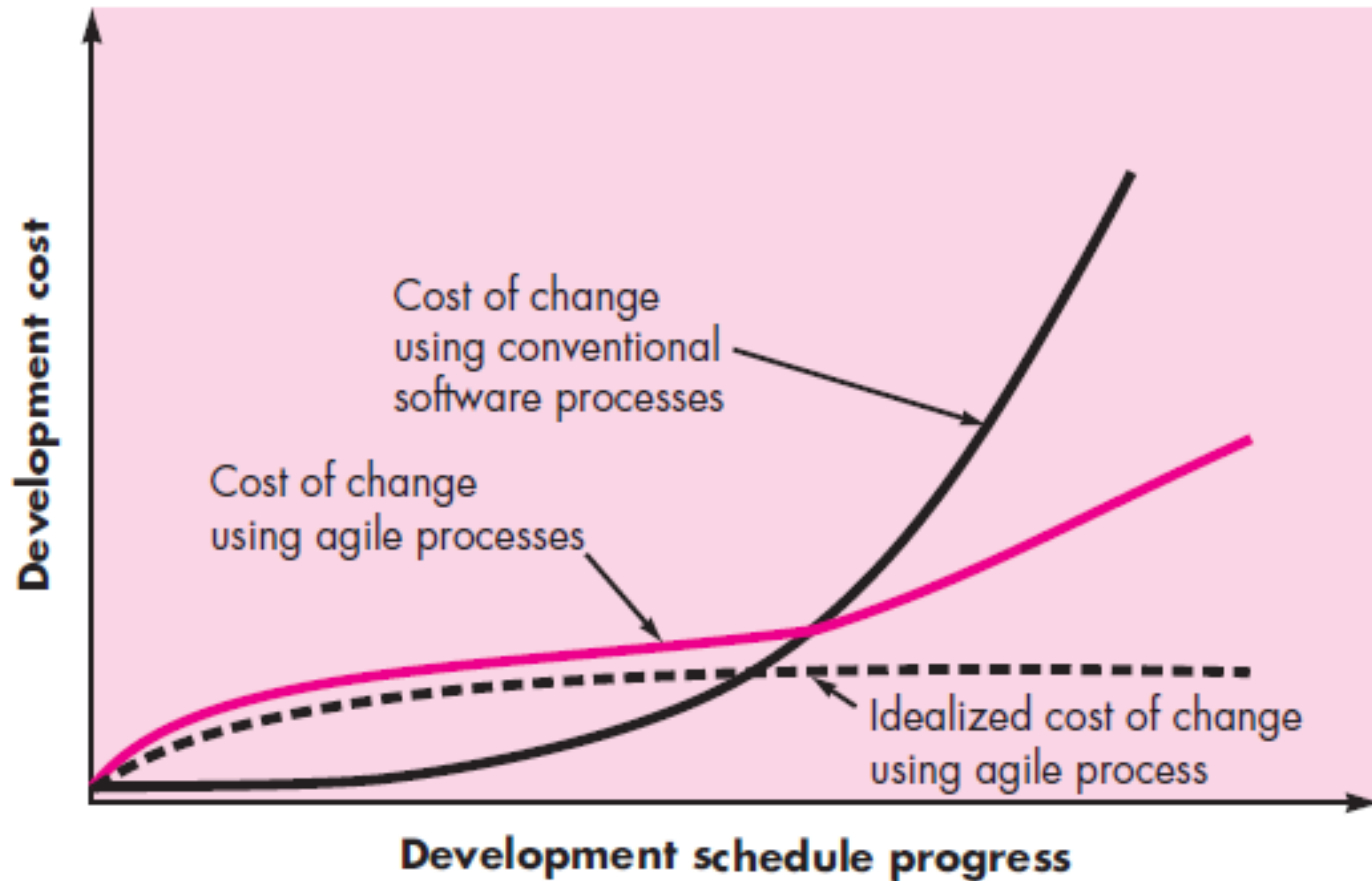 Development cost
Cost of change
using conventional
software processes
Cost of change
using agile processes
Idealized cost of change
using agile process
Development schedule progress